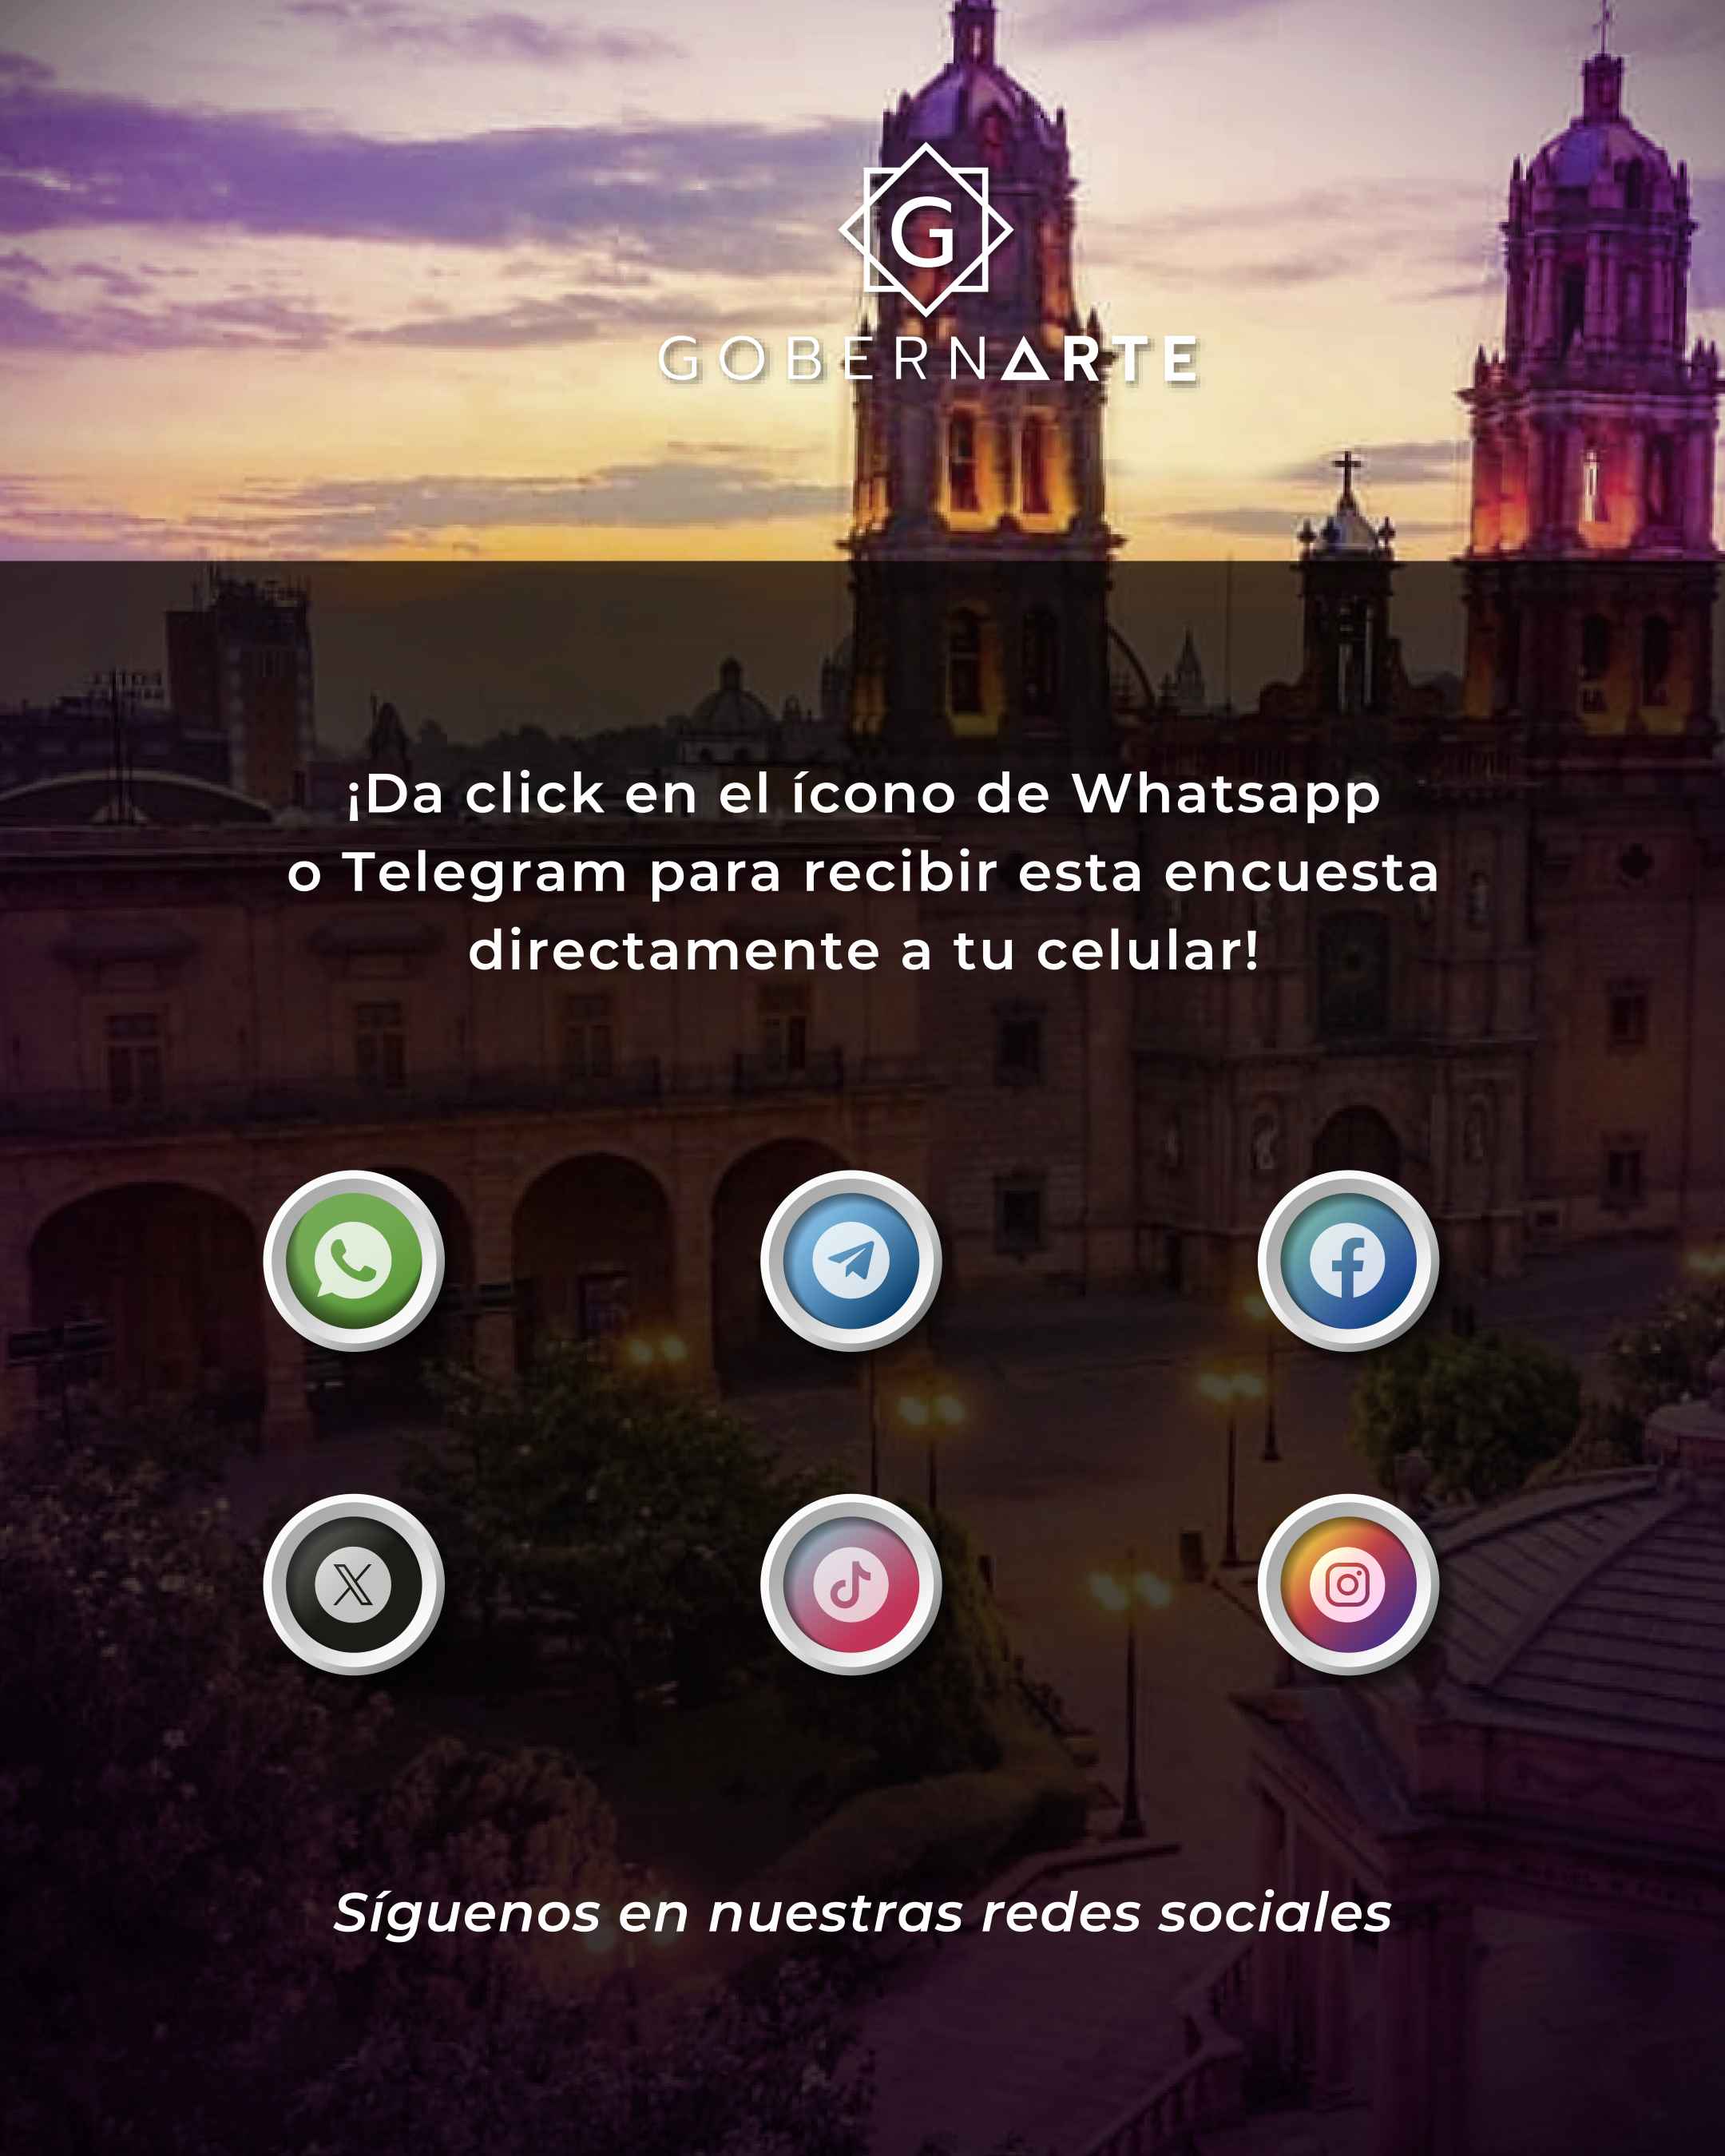 G
GOBERNARTE
¡Da click en el ícono de Whatsapp
o Telegram para recibir esta encuesta
directamente a tu celular!
Síguenos en nuestras redes sociales